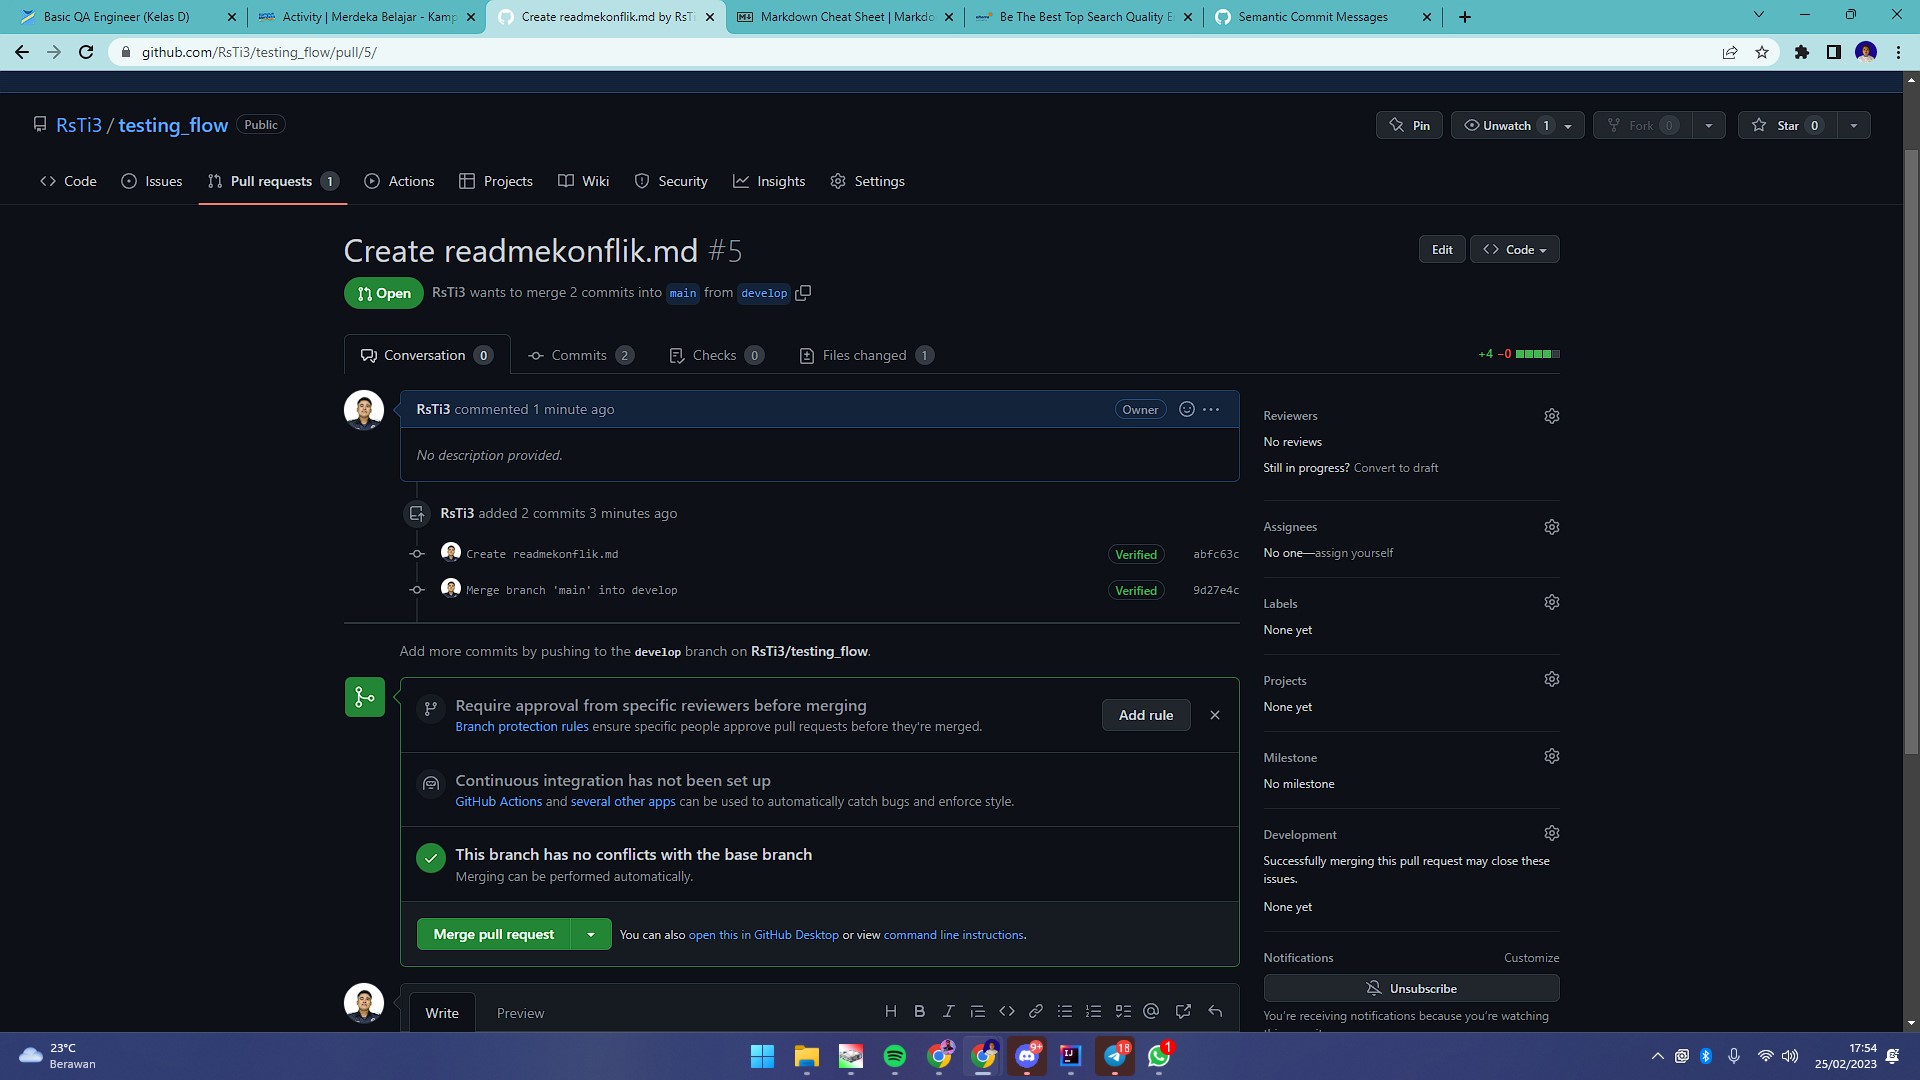 Basic QA Engineer (Kelas D)
Activity | Merdeka Belajar - Kamp
Create readmekonflik.md by RsTi
Markdown Cheat Sheet | Markdo
Be The Best Top Search Quality E
Semantic Commit Messages
github.com/RsTi3/testing_flow/pull/5/
RsTi3 / testing_flow Public
Pin
Unwatch 1
Fork 0
Star 0
Code
Issues
Pull requests 1
Actions
Projects
Wiki
Security
Insights
Settings
Create readmekonflik.md #5
Edit
Code
Open RsTi3 wants to merge 2 commits into main from develop
Conversation 0
Commits 2
Checks 0
Files changed 1
+4 −0
RsTi3 commented 1 minute ago
Owner
No description provided.
RsTi3 added 2 commits 3 minutes ago
Create readmekonflik.md
Verified
abfc63c
Merge branch 'main' into develop
Verified
9d27e4c
Add more commits by pushing to the develop branch on RsTi3/testing_flow.
Require approval from specific reviewers before merging
Branch protection rules ensure specific people approve pull requests before they're merged.
Add rule
Continuous integration has not been set up
GitHub Actions and several other apps can be used to automatically catch bugs and enforce style.
This branch has no conflicts with the base branch
Merging can be performed automatically.
Merge pull request
You can also open this in GitHub Desktop or view command line instructions.
Write
Preview
Reviewers
No reviews
Still in progress? Convert to draft
Assignees
No one—assign yourself
Labels
None yet
Projects
None yet
Milestone
No milestone
Development
Successfully merging this pull request may close these
issues.
None yet
Notifications
Customize
Unsubscribe
You're receiving notifications because you're watching
23°C
Berawan
9+
18
1
17:54
25/02/2023